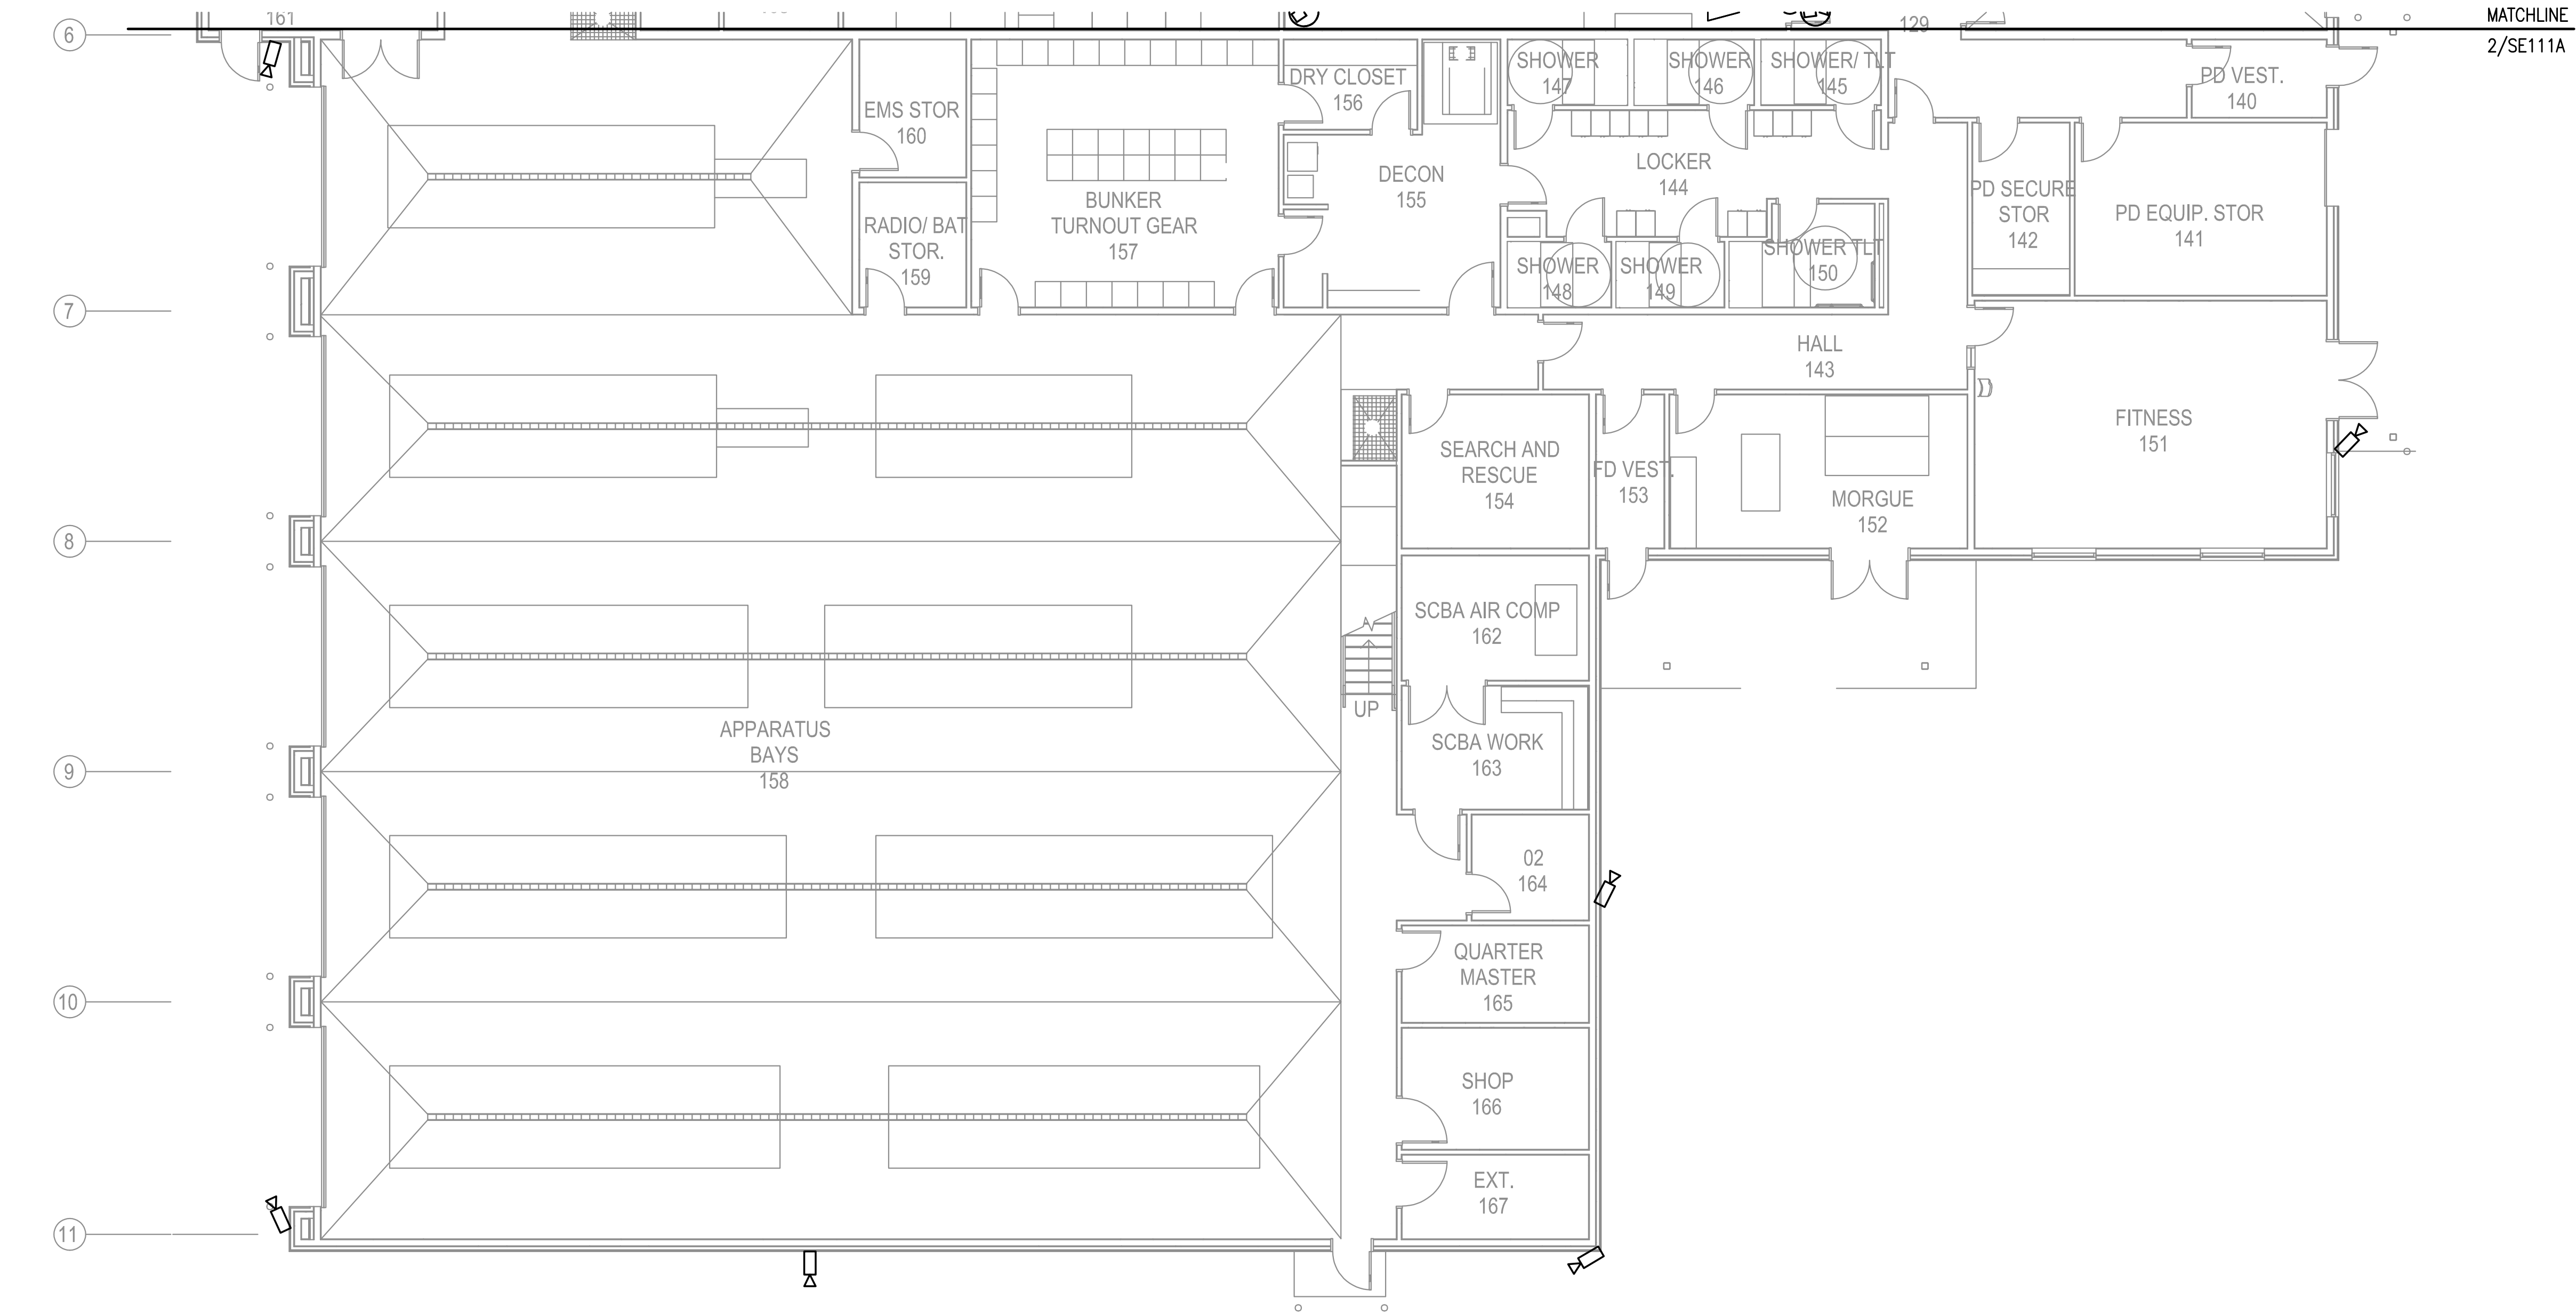 161
129
MATCHLINE
2/SE111A
6
7
8
9
10
11
EMS STOR
160
RADIO/ BAT
STOR.
159
BUNKER
TURNOUT GEAR
157
DRY CLOSET
156
DECON
155
SHOWER
147
SHOWER
146
SHOWER/ TLT
145
LOCKER
144
SHOWER
148
SHOWER
149
SHOWER TLT
150
PD VEST.
140
PD SECURE
STOR
142
PD EQUIP. STOR
141
HALL
143
FITNESS
151
SEARCH AND
RESCUE
154
FD VEST.
153
MORGUE
152
SCBA AIR COMP
162
UP
SCBA WORK
163
APPARATUS
BAYS
158
02
164
QUARTER
MASTER
165
SHOP
166
EXT.
167